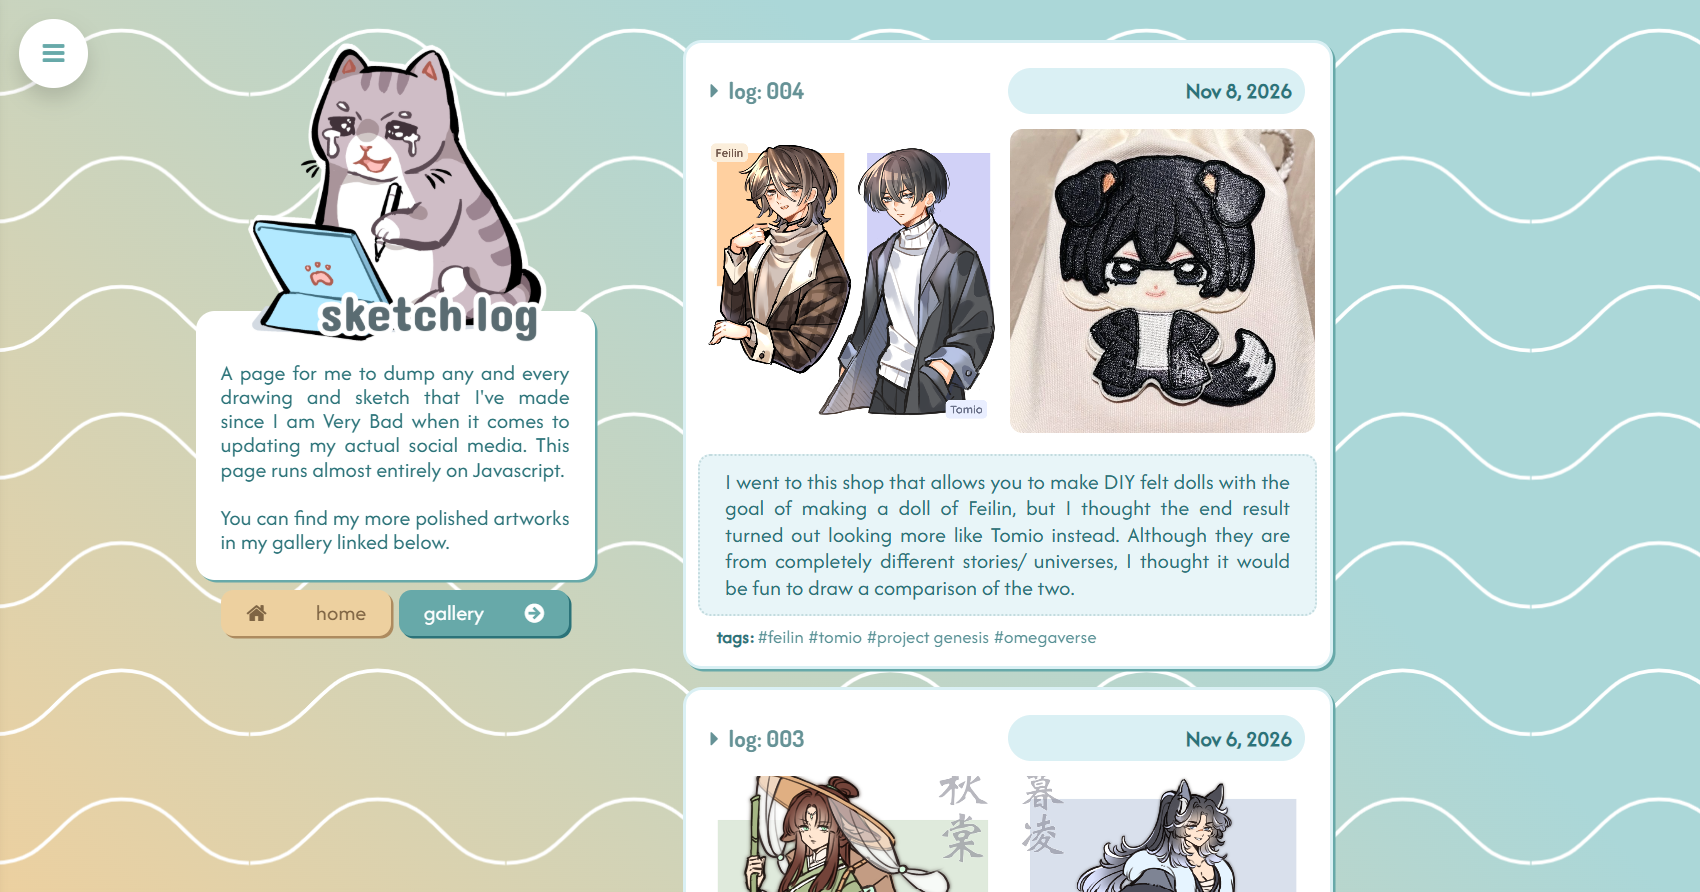 sketch log
A page for me to dump any and every
drawing and sketch that I've made
since I am Very Bad when it comes to
updating my actual social media. This
page runs almost entirely on Javascript.
You can find my more polished artworks
in my gallery linked below.
home
gallery
log: 004
Nov 8, 2026
Feilin
Tomio
I went to this shop that allows you to make DIY felt dolls with the
goal of making a doll of Feilin, but I thought the end result
turned out looking more like Tomio instead. Although they are
from completely different stories/ universes, I thought it would
be fun to draw a comparison of the two.
tags: #feilin #tomio #project genesis #omegaverse
log: 003
Nov 6, 2026
秋棠
暮凌